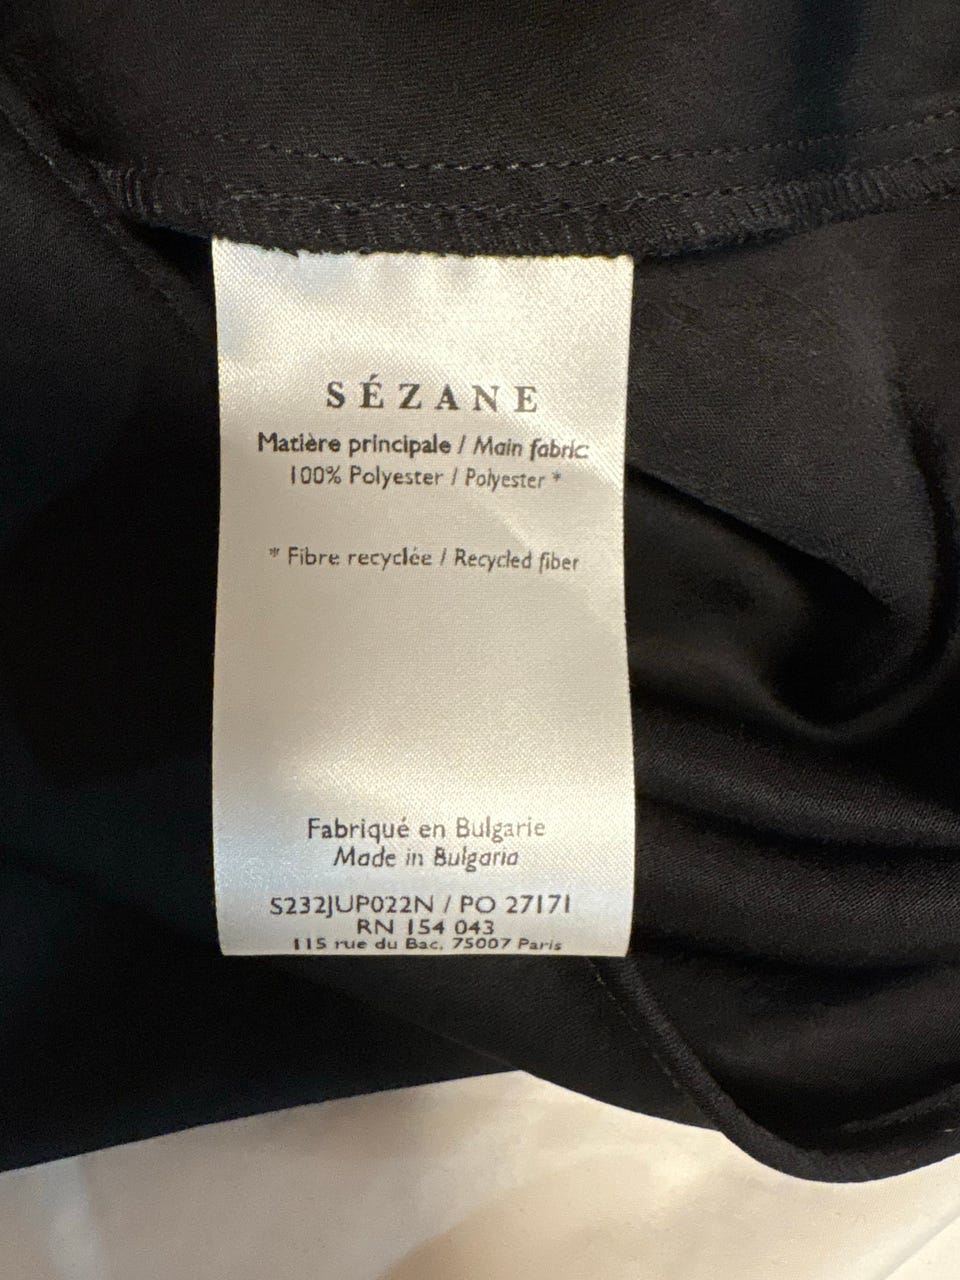 SÉZANE
Matière principale / Main fabric
100% Polyester / Polyester *
* Fibre recyclée / Recycled fiber
Fabriqué en Bulgarie
Made in Bulgaria
S232JUP022N / PO 27171
RN 154 043
115 rue du Bac, 75007 Paris